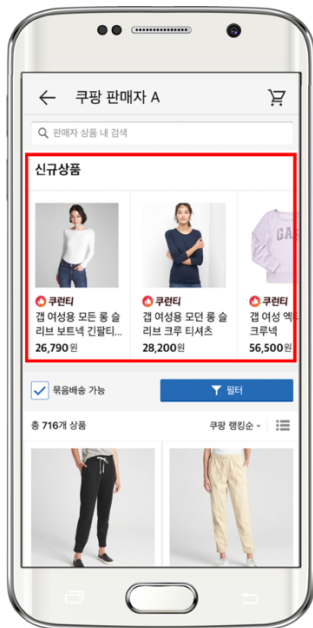 쿠팡 판매자 A
판매자 상품 내 검색
신규상품
쿠런티
갭 여성용 모든 롱 슬
리브 보트넥 긴팔티...
26,790원
쿠런티
갭 여성용 모던 롱 슬
리브 크루 티셔츠
28,200원
GA
쿠런티
갭 여성 엑
크루넥
56,500원
묶음배송 가능
필터
총 716개 상품
쿠팡 랭킹순